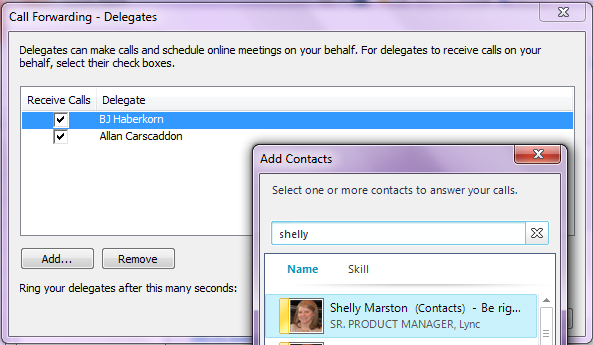 Call Forwarding - Delegates
Delegates can make calls and schedule online meetings on your behalf. For delegates to receive calls on your
behalf, select their check boxes.
Receive Calls Delegate
BJ Haberkorn
Allan Carscaddon
Add Contacts
Select one or more contacts to answer your calls.
shelly
Name Skill
Add... Remove
Ring your delegates after this many seconds:
Shelly Marston (Contacts) - Be rig...
SR. PRODUCT MANAGER, Lync